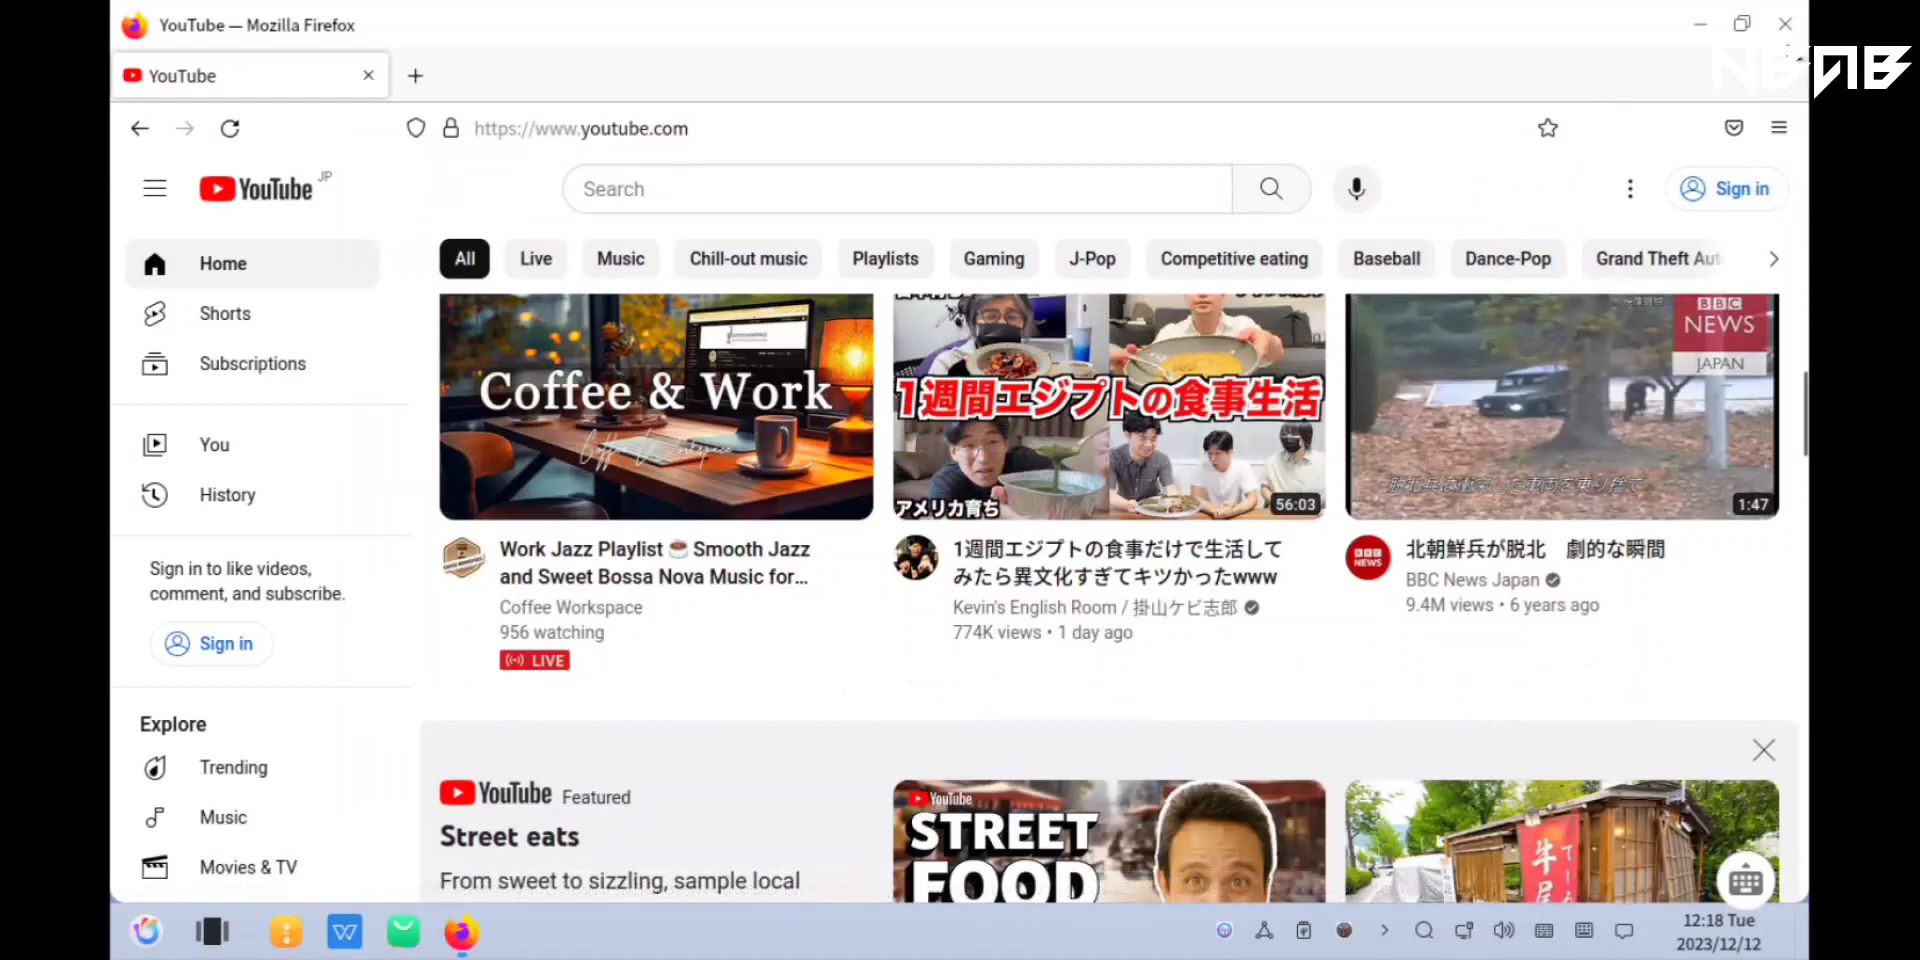 YouTube — Mozilla Firefox
YouTube
https://www.youtube.com
YouTube JP
Search
Sign in
Home
Shorts
Subscriptions
You
History
Sign in to like videos,
comment, and subscribe.
Sign in
Explore
Trending
Music
Movies & TV
All
Live
Music
Chill-out music
Playlists
Gaming
J-Pop
Competitive eating
Baseball
Dance-Pop
Grand Theft Aut
Coffee & Work
Work Jazz Playlist ☕ Smooth Jazz
and Sweet Bossa Nova Music for...
Coffee Workspace
956 watching
LIVE
1週間エジプトの食事生活
アメリカ育ち
56:03
1週間エジプトの食事だけで生活して
みたら異文化すぎてキツかったwww
Kevin's English Room / 掛山ケビ志郎
774K views • 1 day ago
BBC
NEWS
JAPAN
1:47
北朝鮮兵が脱北 劇的な瞬間
BBC News Japan
9.4M views • 6 years ago
YouTube Featured
Street eats
From sweet to sizzling, sample local
YouTube
STREET
FOOD
牛
12:18 Tue
2023/12/12